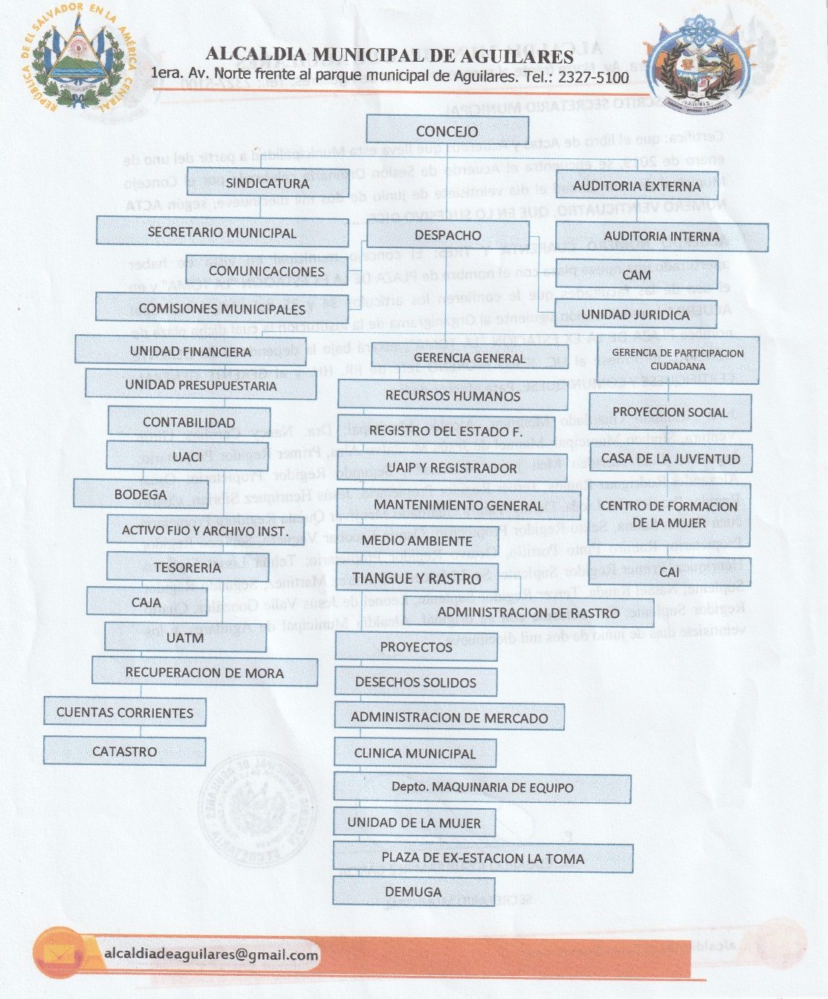 REPÚBLICA DE EL SALVADOR EN LA AMÉRICA CENTRAL
ALCALDIA MUNICIPAL DE AGUILARES
1era. Av. Norte frente al parque municipal de Aguilares. Tel.: 2327-5100
CONCEJO
SINDICATURA
AUDITORIA EXTERNA
SECRETARIO MUNICIPAL
DESPACHO
AUDITORIA INTERNA
COMUNICACIONES
CAM
COMISIONES MUNICIPALES
UNIDAD JURIDICA
UNIDAD FINANCIERA
UNIDAD PRESUPUESTARIA
CONTABILIDAD
UACI
BODEGA
ACTIVO FIJO Y ARCHIVO INST.
TESORERIA
CAJA
UATM
RECUPERACION DE MORA
CUENTAS CORRIENTES
CATASTRO
GERENCIA GENERAL
RECURSOS HUMANOS
REGISTRO DEL ESTADO F.
UAIP Y REGISTRADOR
MANTENIMIENTO GENERAL
MEDIO AMBIENTE
TIANGUE Y RASTRO
ADMINISTRACION DE RASTRO
PROYECTOS
DESECHOS SOLIDOS
ADMINISTRACION DE MERCADO
CLINICA MUNICIPAL
Depto. MAQUINARIA DE EQUIPO
UNIDAD DE LA MUJER
PLAZA DE EX-ESTACION LA TOMA
DEMUGA
GERENCIA DE PARTICIPACION
CIUDADANA
PROYECCION SOCIAL
CASA DE LA JUVENTUD
CENTRO DE FORMACION
DE LA MUJER
CAI
alcaldiadeaguilares@gmail.com